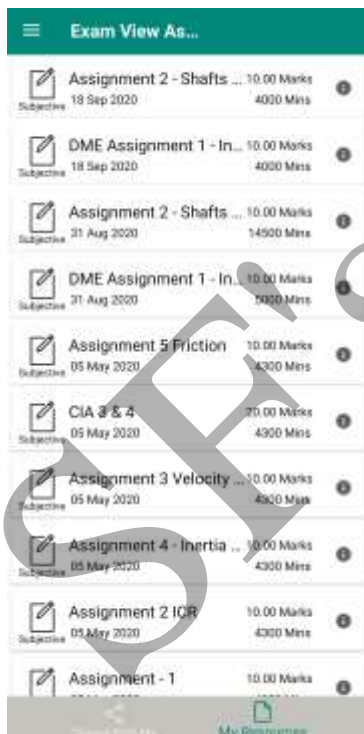 Exam View As...
Assignment 2 - Shafts ... 10.00 Marks
Subjective 18 Sep 2020 4000 Mins
DME Assignment 1 - In... 10.00 Marks
Subjective 18 Sep 2020 4000 Mins
Assignment 2 - Shafts ... 10.00 Marks
Subjective 31 Aug 2020 14500 Mins
DME Assignment 1 - In... 10.00 Marks
Subjective 31 Aug 2020 5000 Mins
Assignment 5 Friction 10.00 Marks
Subjective 05 May 2020 4300 Mins
CIA 3 & 4 20.00 Marks
Subjective 05 May 2020 4300 Mins
Assignment 3 Velocity ... 10.00 Marks
Subjective 05 May 2020 4300 Mins
Assignment 4 - Inertia ... 10.00 Marks
Subjective 05 May 2020 4300 Mins
Assignment 2 ICR 10.00 Marks
Subjective 05 May 2020 4300 Mins
Assignment - 1 10.00 Marks
My Resources
SF's